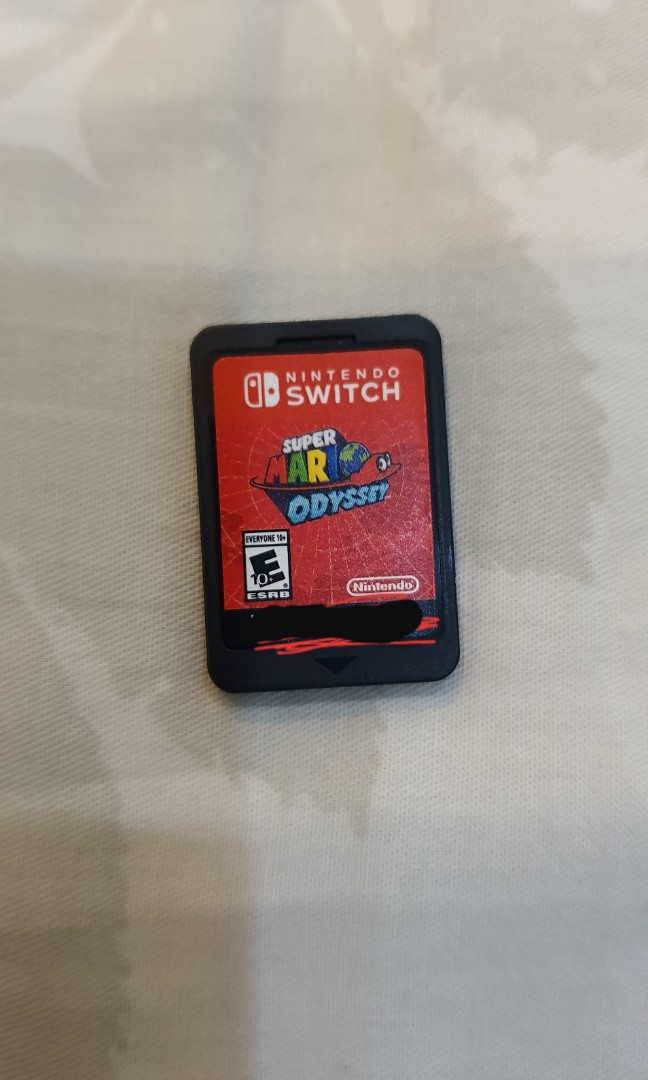 NINTENDO
SWITCH
SUPER
MARIO
ODYSSEY
EVERYONE 10+
E
10+
ESRB
Nintendo